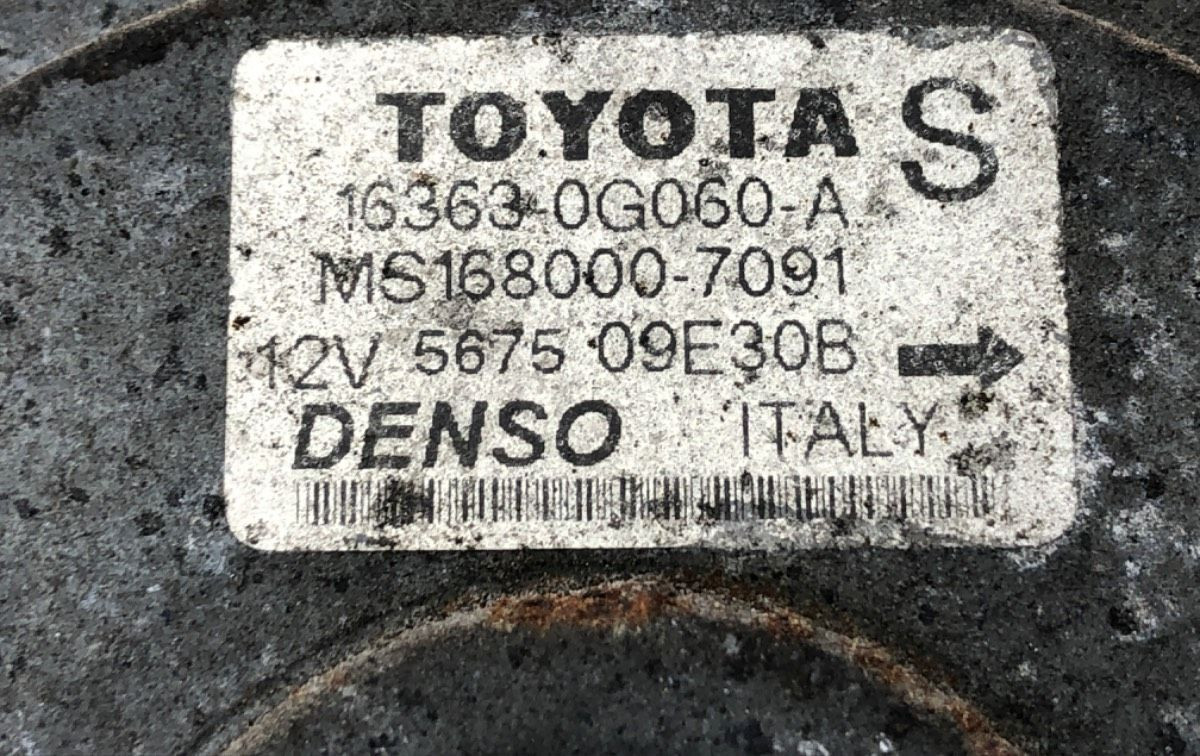 TOYOTA S
16363-0G060-A
MS168000-7091
12V 5675 09E30B
DENSO ITALY